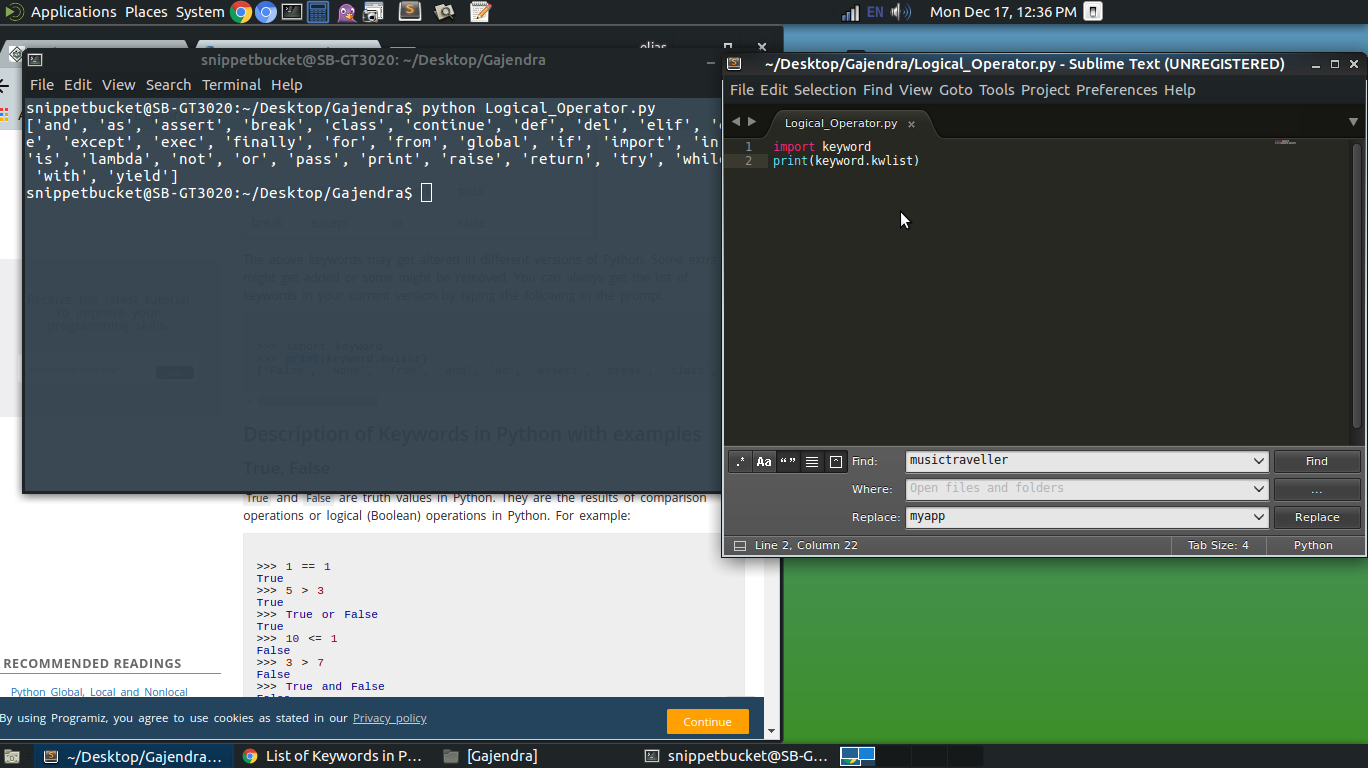 Applications Places System
EN
Mon Dec 17, 12:36 PM
snippetbucket@SB-GT3020: ~/Desktop/Gajendra
File Edit View Search Terminal Help
snippetbucket@SB-GT3020:~/Desktop/Gajendra$ python Logical_Operator.py
['and', 'as', 'assert', 'break', 'class', 'continue', 'def', 'del', 'elif',
e', 'except', 'exec', 'finally', 'for', 'from', 'global', 'if', 'import', 'in
'is', 'lambda', 'not', 'or', 'pass', 'print', 'raise', 'return', 'try', 'whil
'with', 'yield']
snippetbucket@SB-GT3020:~/Desktop/Gajendra$
The above keywords may get altered in different versions of Python. Some extra
might get added or some might be removed. You can always get the list of
keywords in your current version by typing the following in the prompt.
>>> import keyword
>>> print(keyword.kwlist)
Description of Keywords in Python with examples
True, False
True and False are truth values in Python. They are the results of comparison
operations or logical (Boolean) operations in Python. For example:
>>> 1 == 1
True
>>> 5 > 3
True
>>> True or False
True
>>> 10 <= 1
False
>>> 3 > 7
False
>>> True and False
RECOMMENDED READINGS
Python Global, Local and Nonlocal
By using Programiz, you agree to use cookies as stated in our Privacy policy
Continue
~/Desktop/Gajendra/Logical_Operator.py - Sublime Text (UNREGISTERED)
File Edit Selection Find View Goto Tools Project Preferences Help
Logical_Operator.py
1 import keyword
2 print(keyword.kwlist)
.* Aa “ ” Find: musictraveller Find
Where: Open files and folders ...
Replace: myapp Replace
Line 2, Column 22 Tab Size: 4 Python
~/Desktop/Gajendra... List of Keywords in P... [Gajendra] snippetbucket@SB-G...